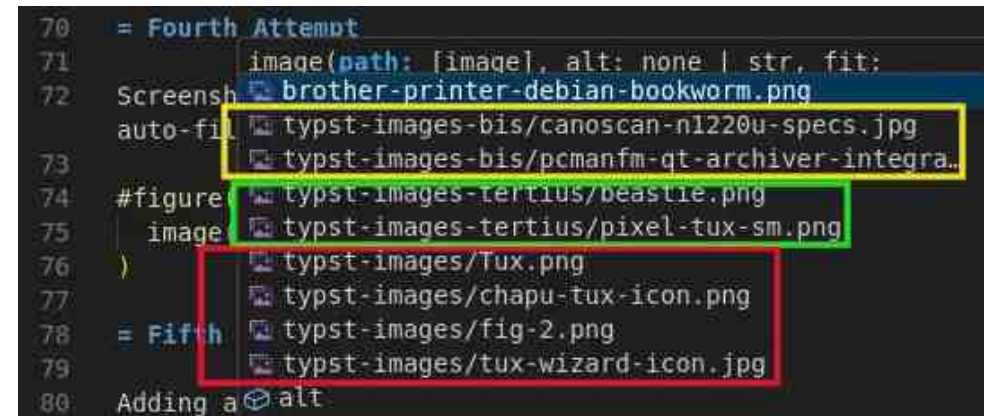 70 = Fourth Attempt
71 image(path: [image], alt: none | str, fit:
72 Screensh brother-printer-debian-bookworm.png
auto-fil typst-images-bis/canoscan-n1220u-specs.jpg
73 typst-images-bis/pcmanfm-qt-archiver-integra…
74 #figure( typst-images-tertius/beastie.png
75 image( typst-images-tertius/pixel-tux-sm.png
76 ) typst-images/Tux.png
77 typst-images/chapu-tux-icon.png
78 = Fifth typst-images/fig-2.png
79 typst-images/tux-wizard-icon.jpg
80 Adding a alt